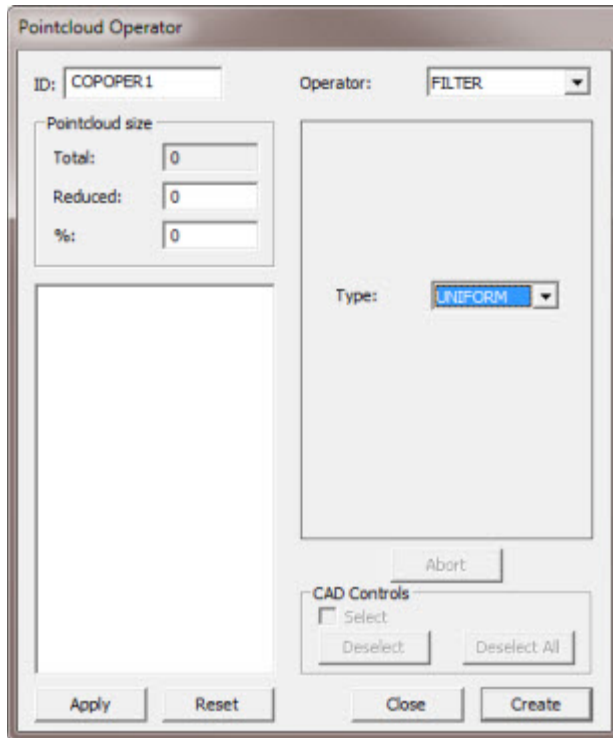 Pointcloud Operator
ID: COPOPER1
Operator: FILTER
Pointcloud size
Total: 0
Reduced: 0
%: 0
Type: UNIFORM
Abort
CAD Controls
Select
Deselect Deselect All
Apply Reset Close Create